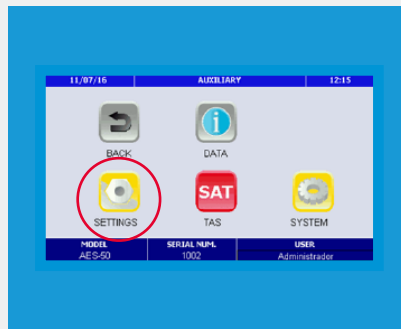 11/07/16 AUXILIARY 12:15
BACK DATA
SAT
SETTINGS TAS SYSTEM
MODEL SERIAL NUM. USER
AES-50 1002 Administrador